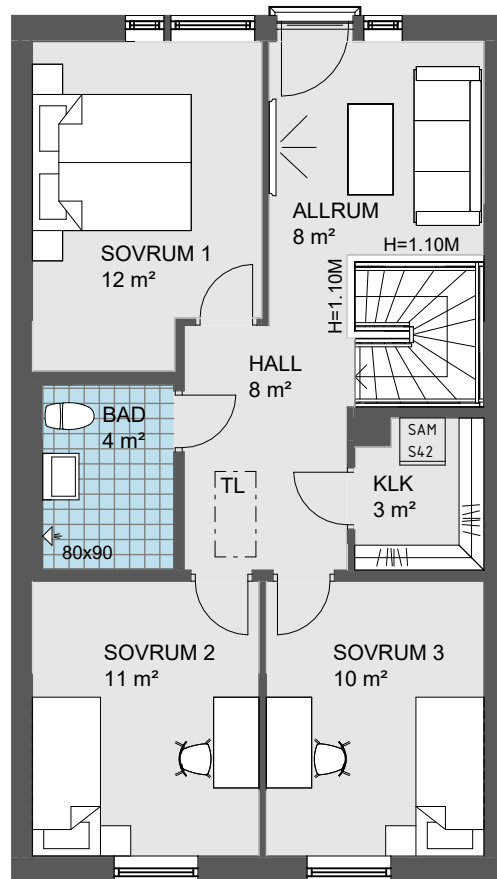 ALLRUM
8 m²
H=1.10M
SOVRUM 1
12 m²
H=1.10M
HALL
8 m²
BAD
4 m²
SAM
S42
TL
KLK
3 m²
80x90
SOVRUM 2
11 m²
SOVRUM 3
10 m²